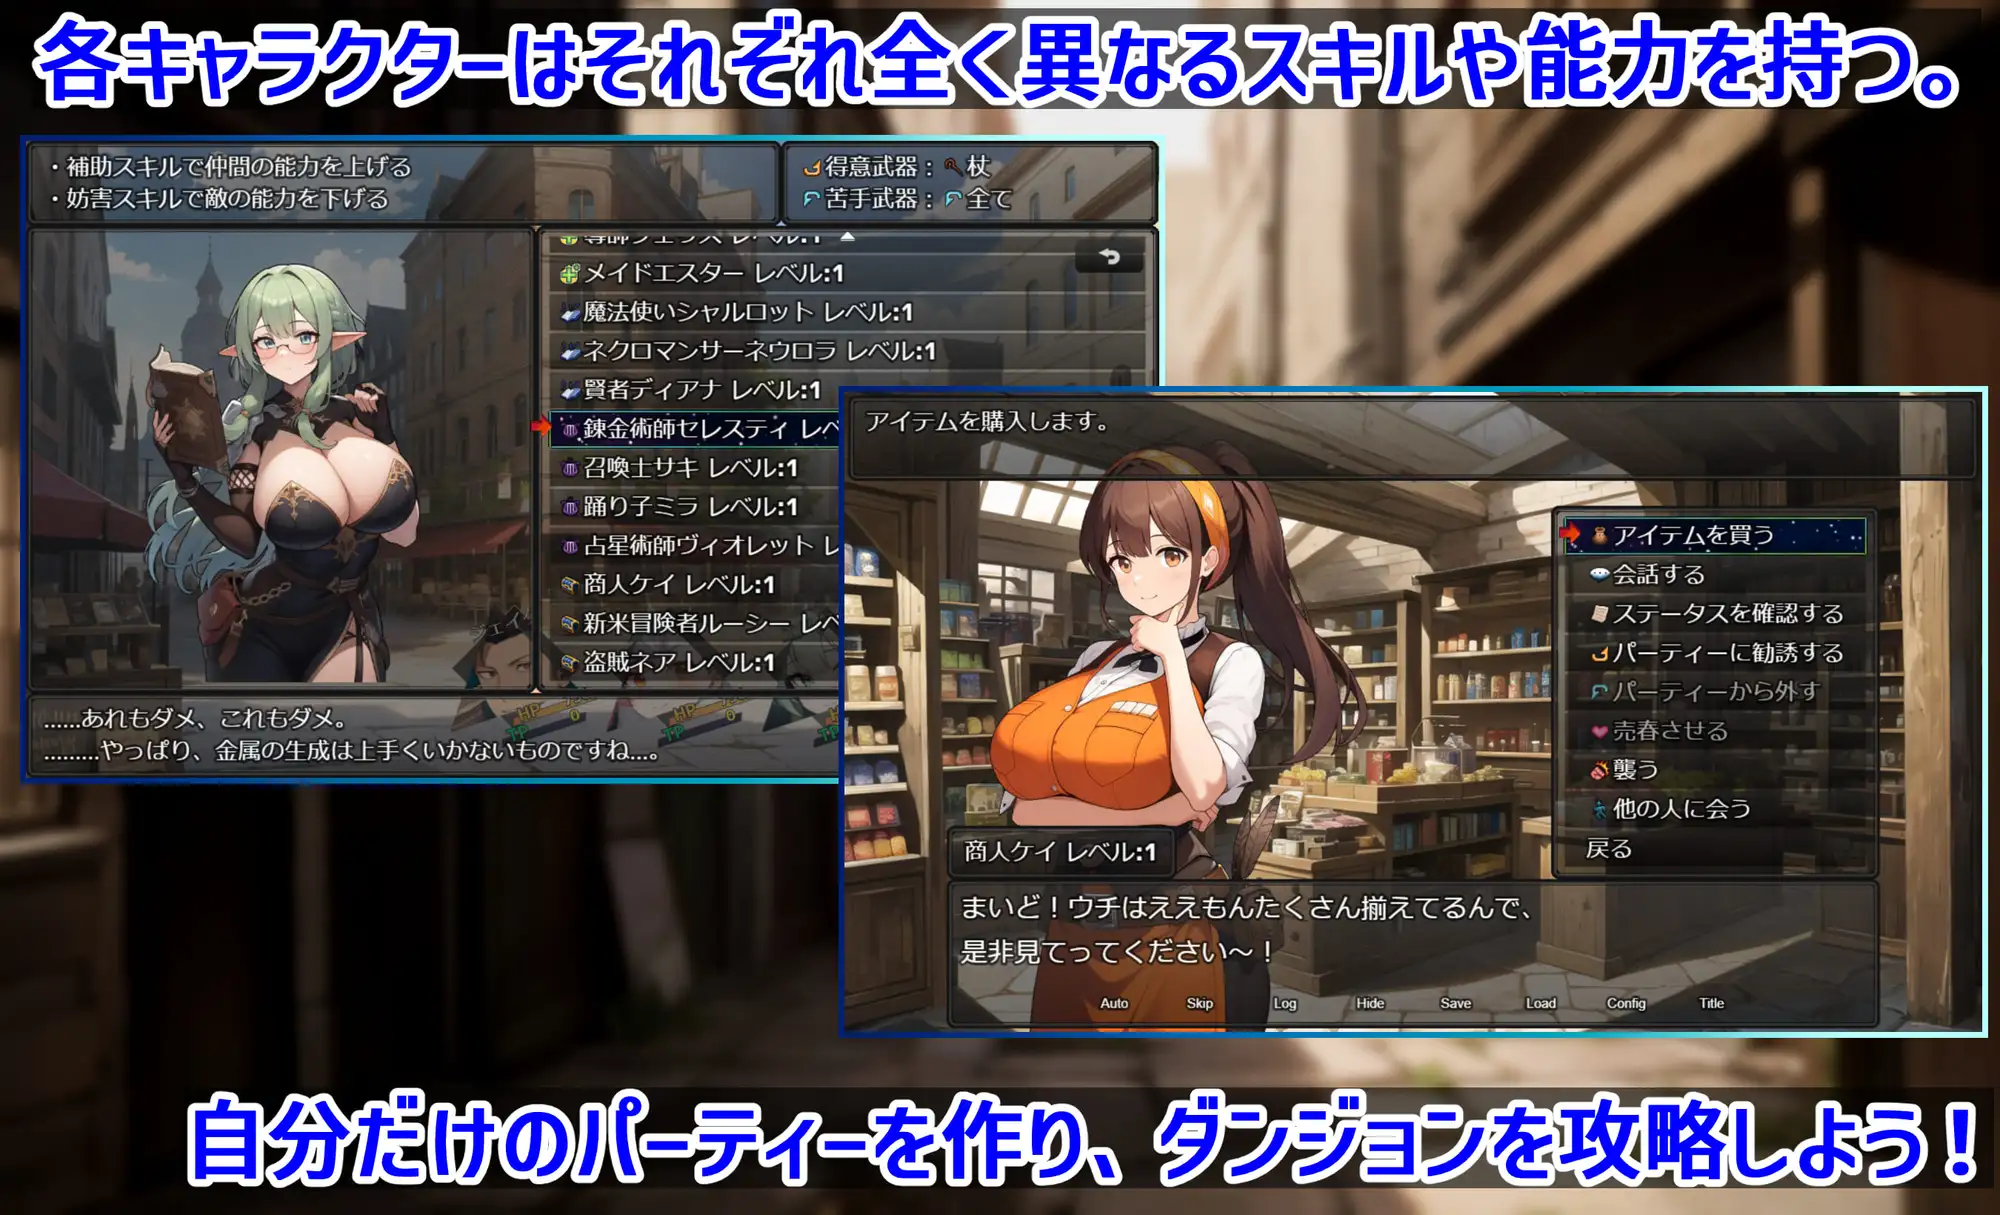 各キャラクターはそれぞれ全く異なるスキルや能力を持つ。
・補助スキルで仲間の能力を上げる
・妨害スキルで敵の能力を下げる
得意武器：杖
苦手武器：全て
メイドエスター レベル:1
魔法使いシャルロット レベル:1
ネクロマンサーネウロラ レベル:1
賢者ディアナ レベル:1
錬金術師セレスティ レベ
召喚士サキ レベル:1
踊り子ミラ レベル:1
占星術師ヴィオレット レ
商人ケイ レベル:1
新米冒険者ルーシー レベ
盗賊ネア レベル:1
ジェイ
HP
0
TP
HP
0
TP
……あれもダメ、これもダメ。
………やっぱり、金属の生成は上手くいかないものですね…。
アイテムを購入します。
アイテムを買う
会話する
ステータスを確認する
パーティーに勧誘する
パーティーから外す
売春させる
襲う
他の人に会う
戻る
商人ケイ レベル:1
まいど！ウチはええもんたくさん揃えてるんで、
是非見てってください～！
Auto Skip Log Hide Save Load Config Title
自分だけのパーティーを作り、ダンジョンを攻略しよう！